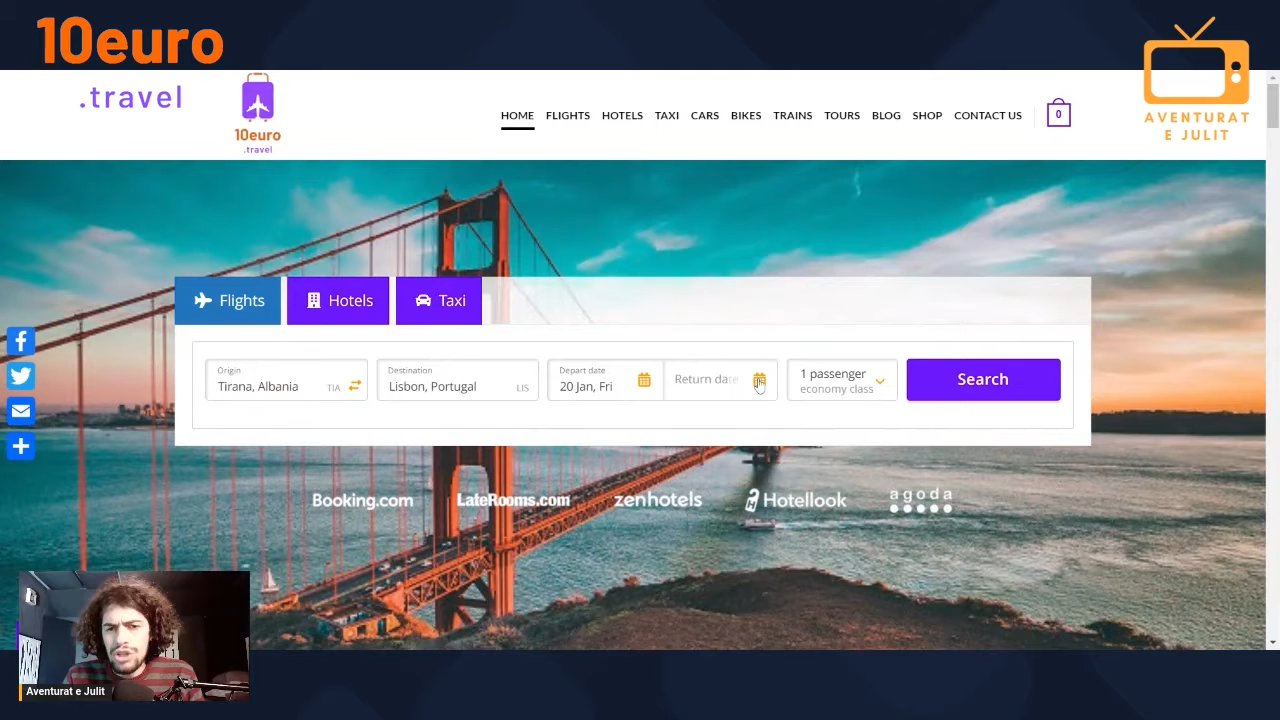 10euro
.travel
10euro
.travel
HOME FLIGHTS HOTELS TAXI CARS BIKES TRAINS TOURS BLOG SHOP CONTACT US
0
AVENTURAT
E JULIT
Flights Hotels Taxi
Origin
Tirana, Albania TIA
Destination
Lisbon, Portugal LIS
Depart date
20 Jan, Fri
Return date
1 passenger
economy class
Search
Booking.com LateRooms.com zenhotels Hotellook agoda
Aventurat e Julit